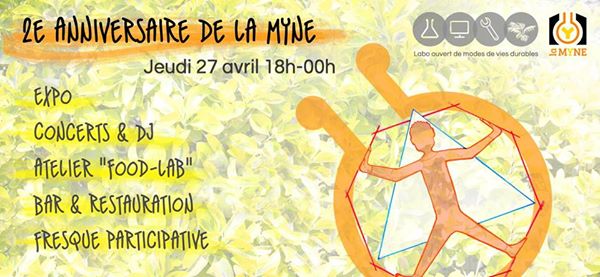 2E ANNIVERSAIRE DE LA MYNE
Jeudi 27 avril 18h-00h
Labo ouvert de modes de vies durables
La MYNE
EXPO
CONCERTS & DJ
ATELIER "FOOD-LAB"
BAR & RESTAURATION
FRESQUE PARTICIPATIVE